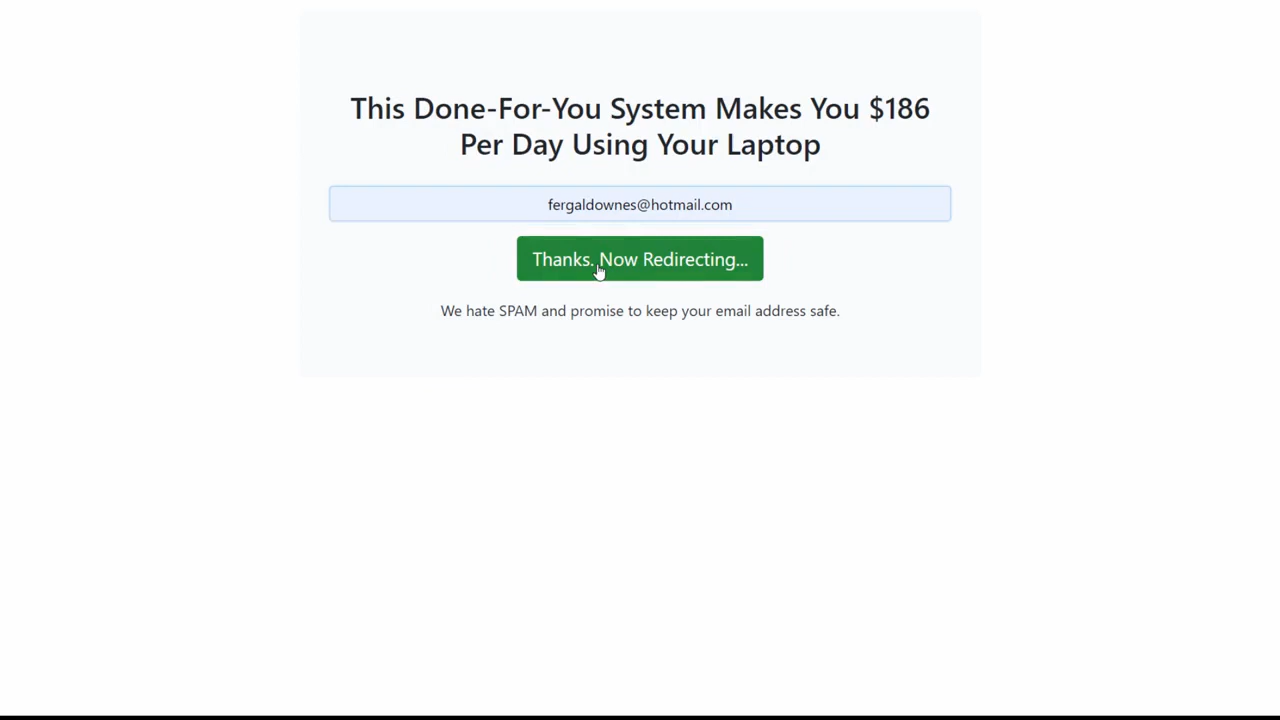 This Done-For-You System Makes You $186
Per Day Using Your Laptop
fergaldownes@hotmail.com
Thanks. Now Redirecting...
We hate SPAM and promise to keep your email address safe.